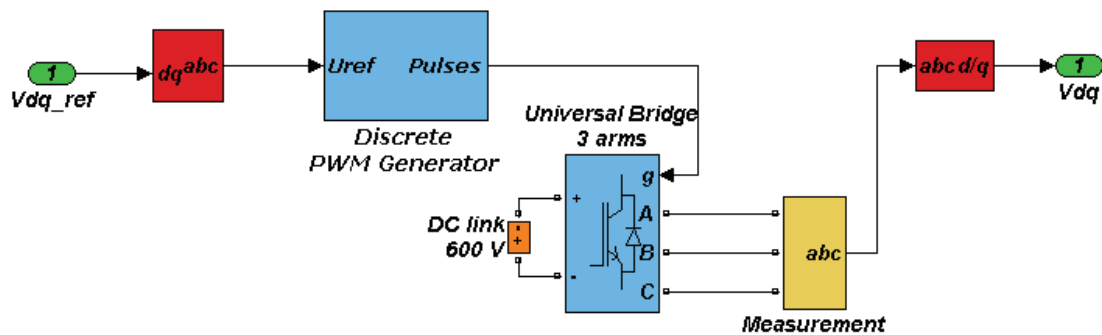 1
Vdq_ref
dq abc
Uref Pulses
Discrete
PWM Generator
Universal Bridge
3 arms
g
+
-
A
B
C
DC link
600 V
- +
abc
Measurement
abc d/q
1
Vdq